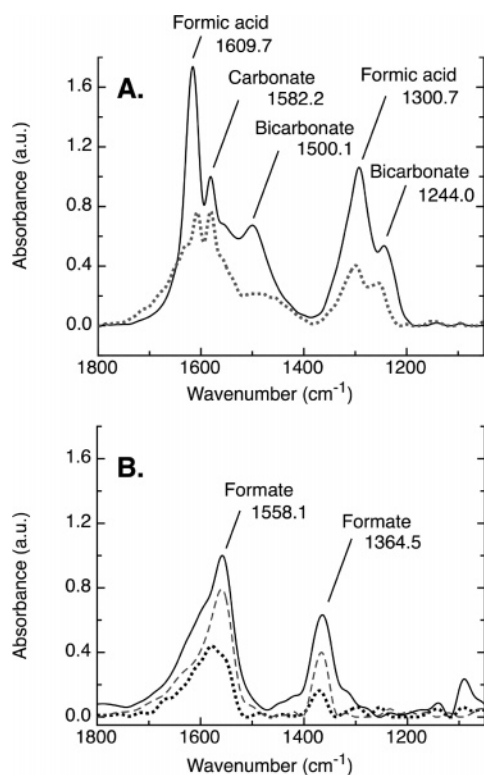 Formic acid
1609.7
A.
Carbonate
1582.2
Formic acid
1300.7
Bicarbonate
1500.1
Bicarbonate
1244.0
Absorbance (a.u.)
1.6
1.2
0.8
0.4
0.0
1800
1600
1400
1200
Wavenumber (cm⁻¹)
B.
Formate
1558.1
Formate
1364.5
Absorbance (a.u.)
1.6
1.2
0.8
0.4
0.0
1800
1600
1400
1200
Wavenumber (cm⁻¹)